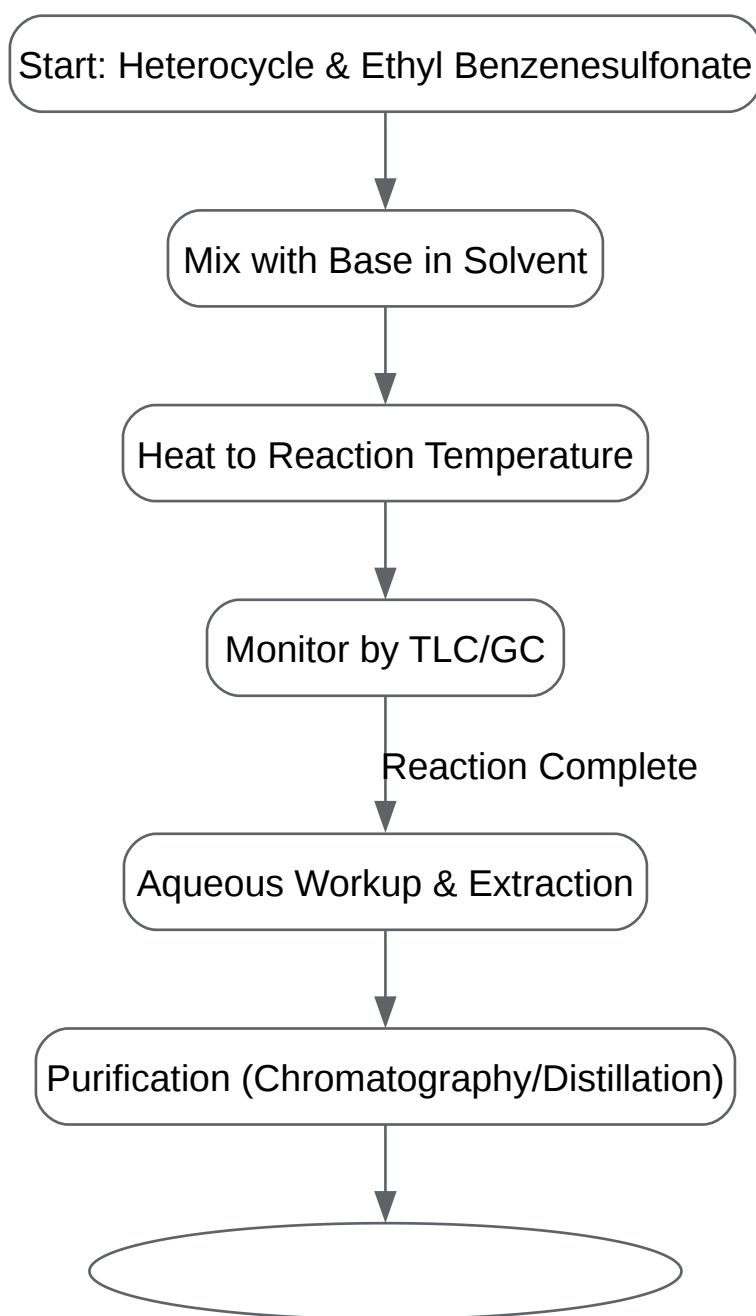 Start: Heterocycle & Ethyl Benzenesulfonate
Mix with Base in Solvent
Heat to Reaction Temperature
Monitor by TLC/GC
Reaction Complete
Aqueous Workup & Extraction
Purification (Chromatography/Distillation)